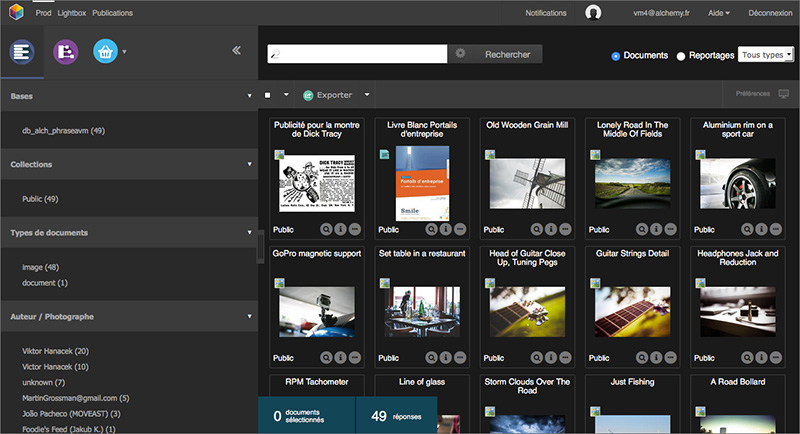 Prod Lightbox Publications
Notifications
vm4@alchemy.fr
Aide
Déconnexion
Rechercher
Documents
Reportages
Tous types
Bases
db_alch_phraseavm (49)
Collections
Public (49)
Types de documents
image (48)
document (1)
Auteur / Photographe
Viktor Hanacek (20)
Victor Hanacek (10)
unknown (7)
MartinGrossman@gmail.com (5)
João Pacheco (MOVEAST) (3)
Foodie's Feed (Jakub K.) (1)
Exporter
Préférences
Publicité pour la montre
de Dick Tracy
DICK TRACY
Public
Livre Blanc Portails
d'entreprise
Portails d'entreprise
Smile
Public
Old Wooden Grain Mill
Public
Lonely Road In The
Middle Of Fields
Public
Aluminium rim on a
sport car
Public
GoPro magnetic support
Public
Set table in a restaurant
Public
Head of Guitar Close
Up, Tuning Pegs
Public
Guitar Strings Detail
Public
Headphones Jack and
Reduction
Public
RPM Tachometer
Line of glass
Storm Clouds Over The
Road
Just Fishing
A Road Bollard
0 documents
sélectionnés
49 réponses